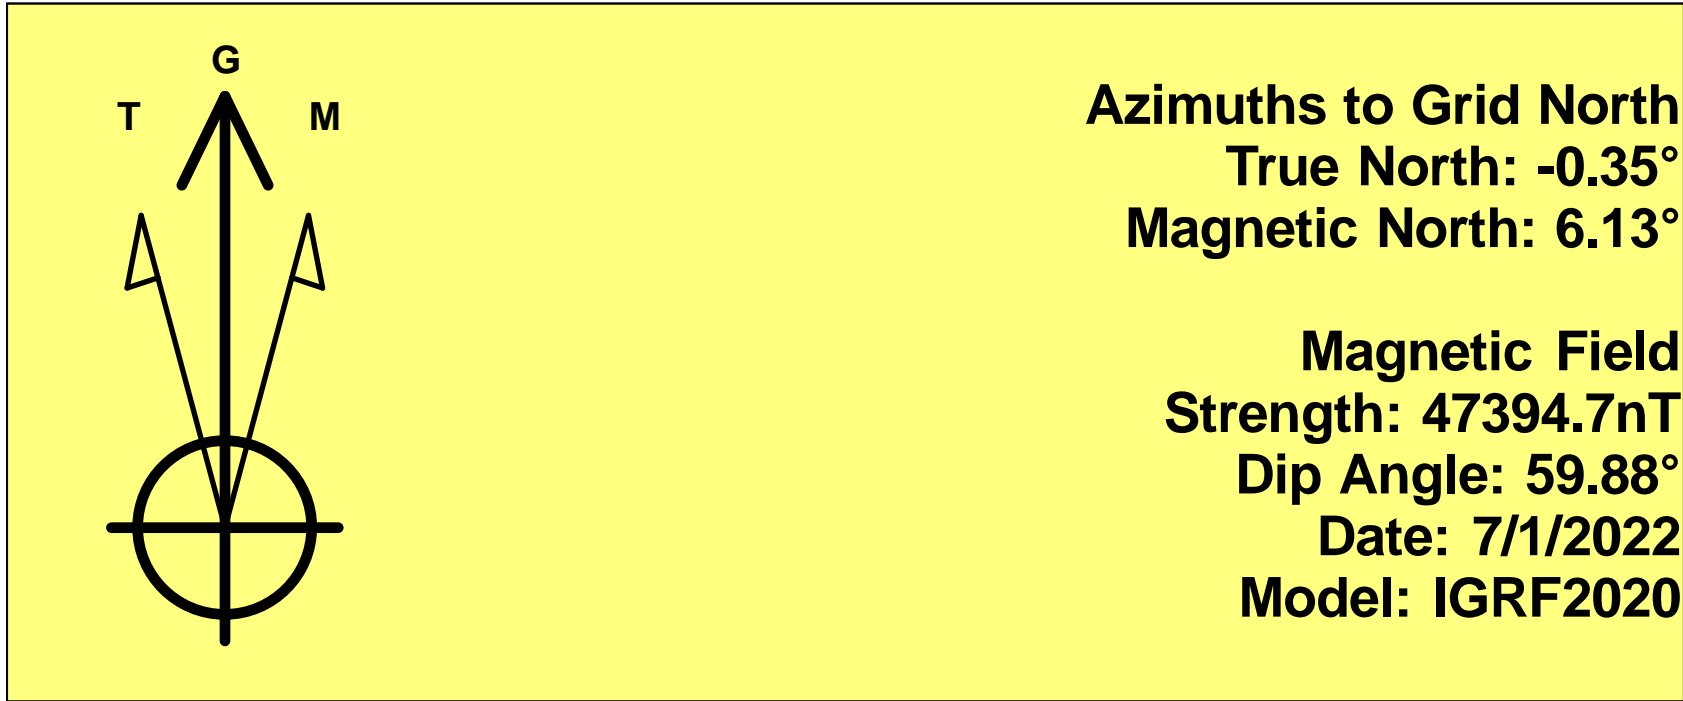 G
T
M
Azimuths to Grid North
True North: -0.35°
Magnetic North: 6.13°
Magnetic Field
Strength: 47394.7nT
Dip Angle: 59.88°
Date: 7/1/2022
Model: IGRF2020